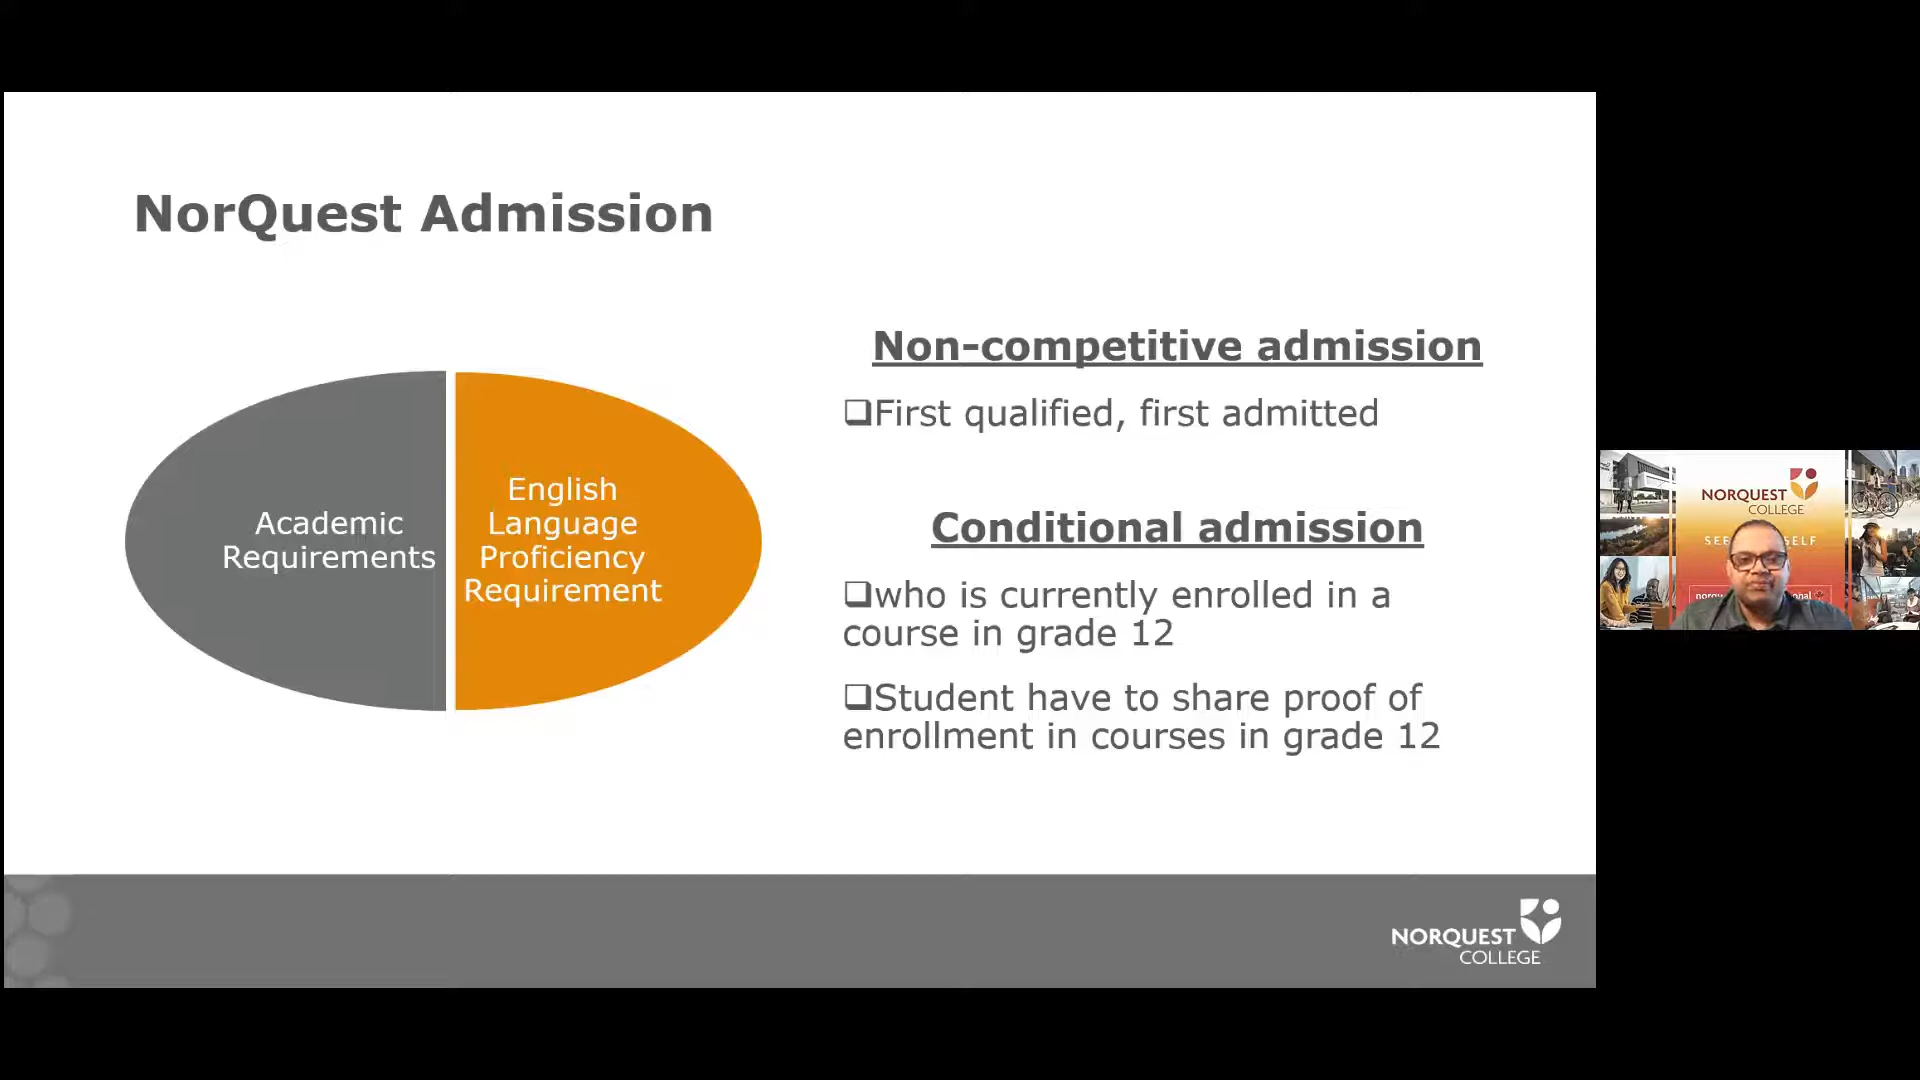 NorQuest Admission
Academic
Requirements
English
Language
Proficiency
Requirement
Non-competitive admission
❑First qualified, first admitted
Conditional admission
❑who is currently enrolled in a
course in grade 12
❑Student have to share proof of
enrollment in courses in grade 12
NORQUEST
COLLEGE
NORQUEST
COLLEGE